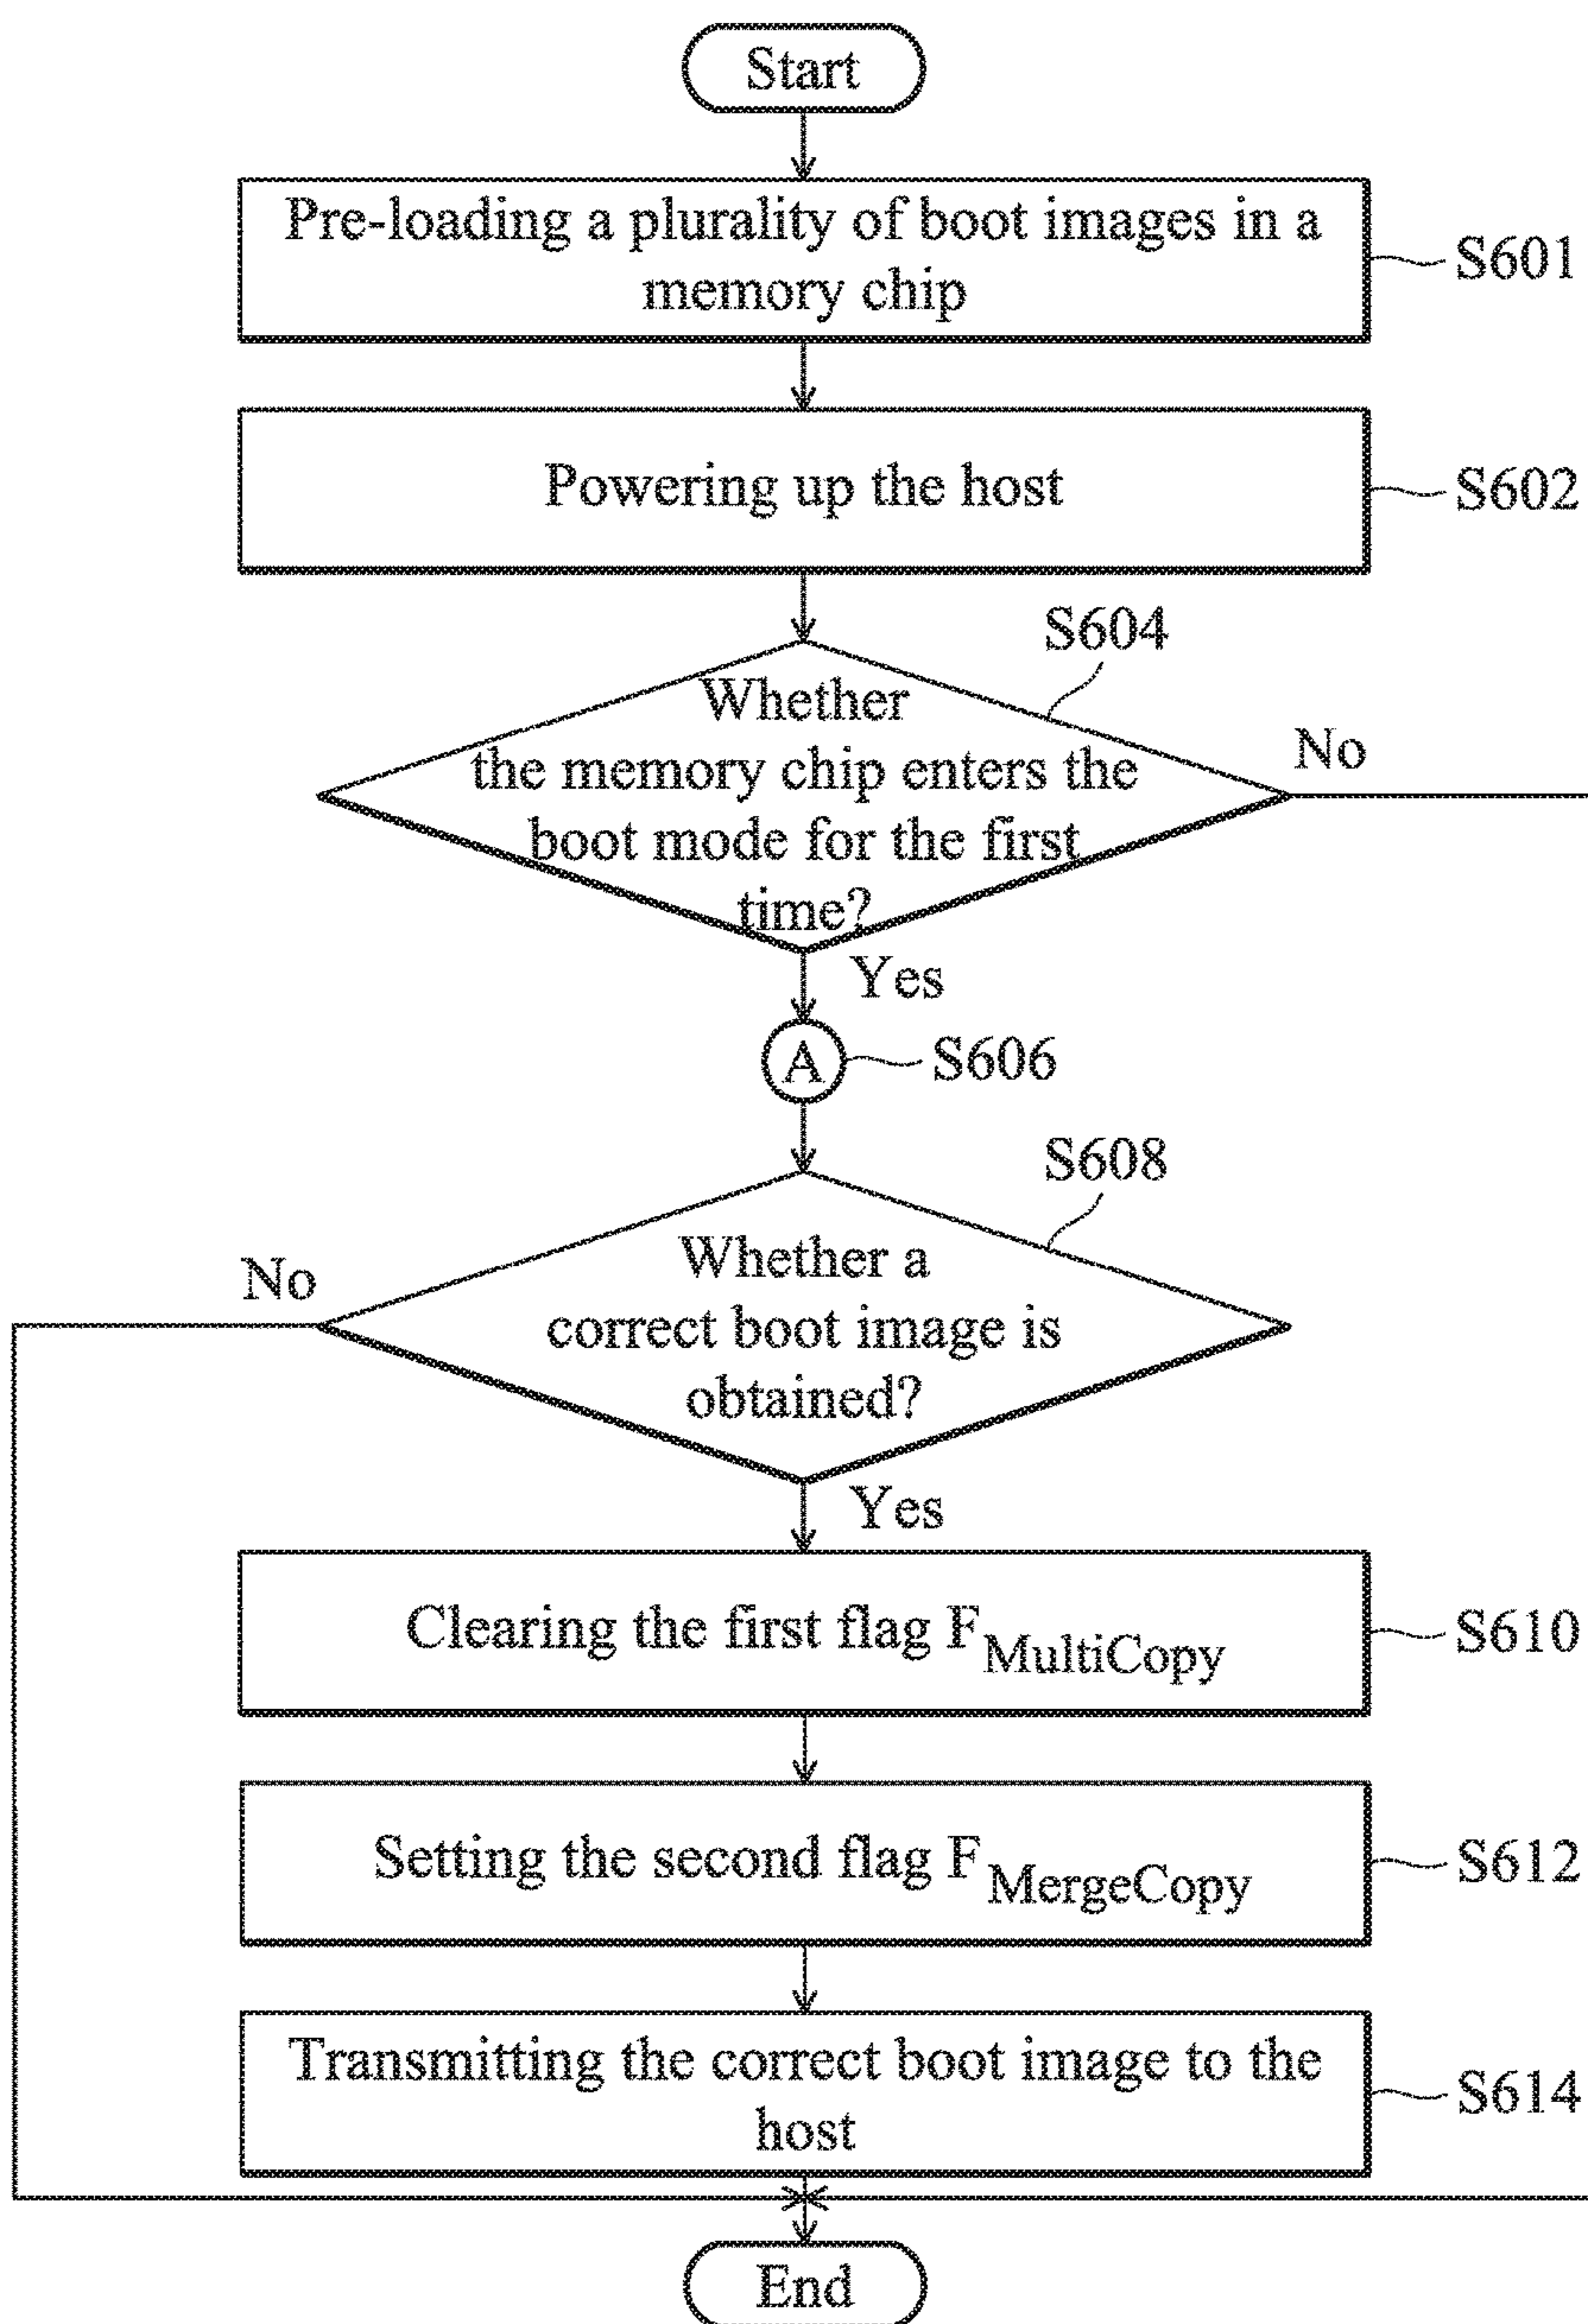 Start
Pre-loading a plurality of boot images in a
memory chip
S601
Powering up the host
S602
S604
Whether
the memory chip enters the
boot mode for the first
time?
No
Yes
A
S606
S608
Whether a
correct boot image is
obtained?
No
Yes
Clearing the first flag F MultiCopy
S610
Setting the second flag F MergeCopy
S612
Transmitting the correct boot image to the
host
S614
End